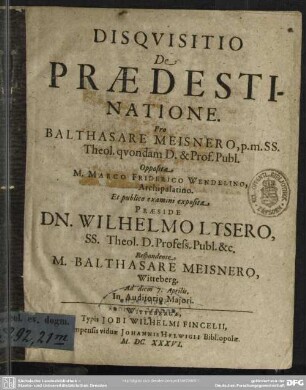 DISQVISITIO
De
PRÆDESTI-
NATIONE.
Pro
BALTHASARE MEISNERO, p.m. SS.
Theol. qvondam D. & Prof. Publ.
Opposita
M. MARCO FRIDERICO WENDELINO,
Archipalatino.
Et publico examini exposita
PRÆSIDE
DN. WILHELMO LYSERO,
SS. Theol. D. Profess. Publ. &c.
Respondente
M. BALTHASARE MEISNERO,
Witteberg.
Ad diem 7. Aprilis,
In Auditorio Majori.
WITTEBERGÆ,
Typis JOBI WILHELMI FINCELII,
Impensis viduæ JOHANNIS HELWIGII Bibliopolæ.
M. DC. XXXVI.